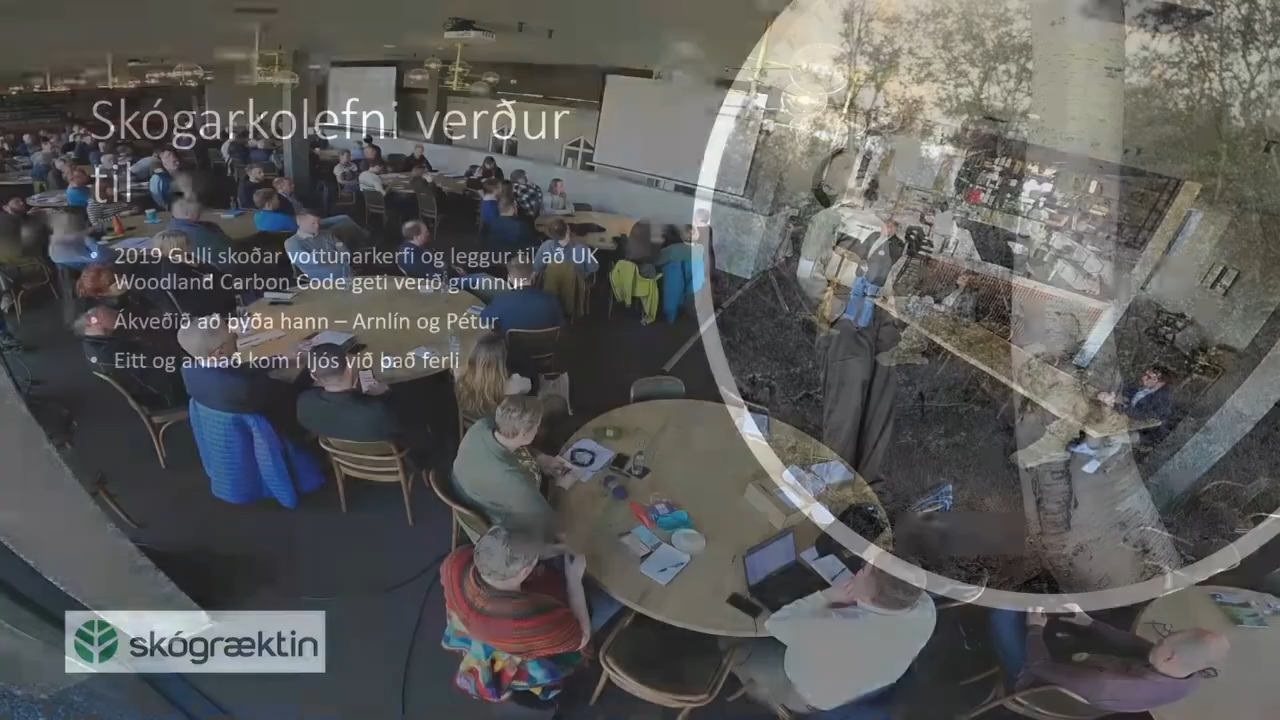 Skógarkolefni verður
til
2019 Gulli skoðar vottunarkerfi og leggur til að UK
Woodland Carbon Code geti verið grunnur
Ákveðið að þýða hann – Arnlín og Pétur
Eitt og annað kom í ljós við það ferli
skógræktin